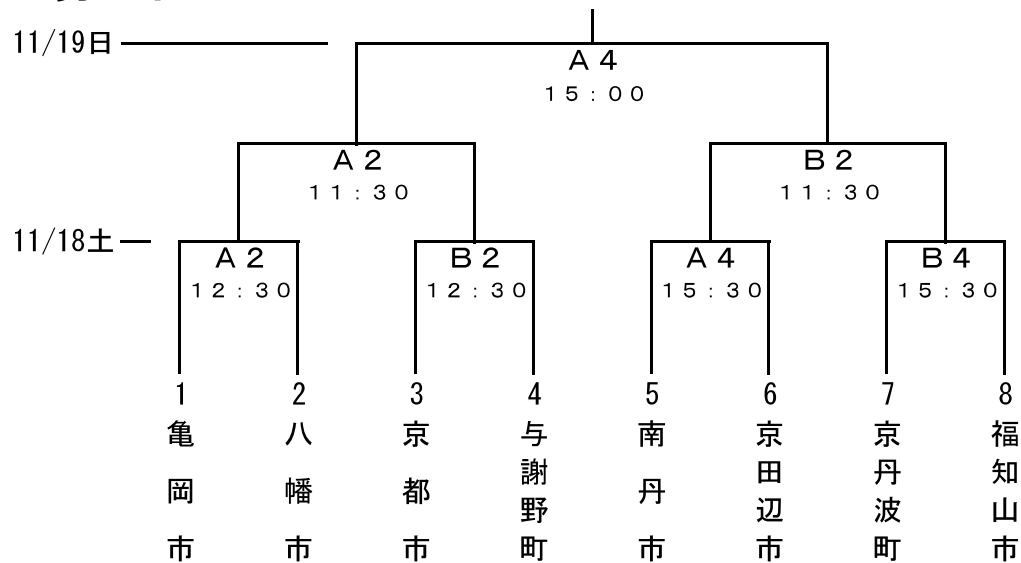 11/19日
A4
15:00
A2
11:30
B2
11:30
11/18土
A2
12:30
B2
12:30
A4
15:30
B4
15:30
1
2
3
4
5
6
7
8
亀岡市
八幡市
京都市
与謝野町
南丹市
京田辺市
京丹波町
福知山市